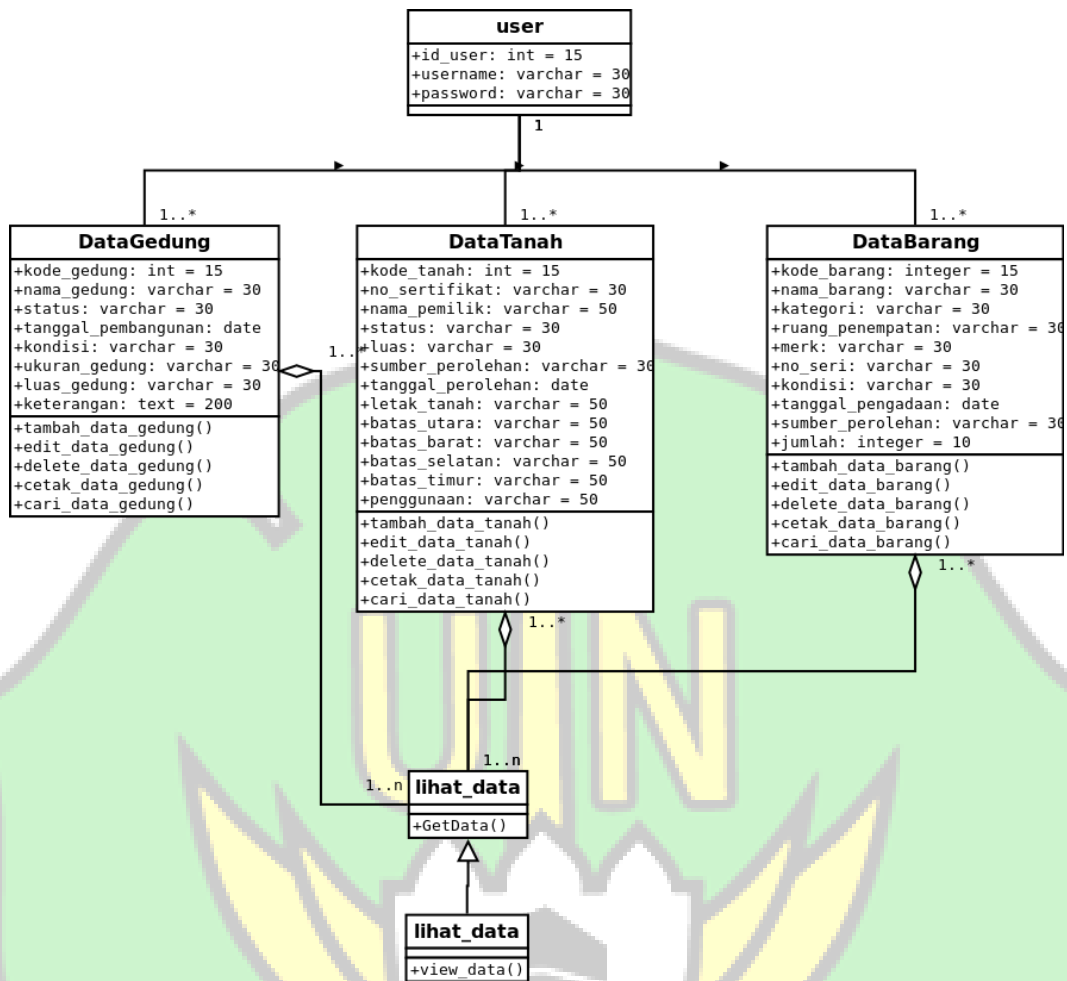 user
+id_user: int = 15
+username: varchar = 30
+password: varchar = 30
1
1..*
1..*
1..*
DataGedung
+kode_gedung: int = 15
+nama_gedung: varchar = 30
+status: varchar = 30
+tanggal_pembangunan: date
+kondisi: varchar = 30
+ukuran_gedung: varchar = 30
+luas_gedung: varchar = 30
+keterangan: text = 200
+tambah_data_gedung()
+edit_data_gedung()
+delete_data_gedung()
+cetak_data_gedung()
+cari_data_gedung()
1..*
DataTanah
+kode_tanah: int = 15
+no_sertifikat: varchar = 30
+nama_pemilik: varchar = 50
+status: varchar = 30
+luas: varchar = 30
+sumber_perolehan: varchar = 30
+tanggal_perolehan: date
+letak_tanah: varchar = 50
+batas_utara: varchar = 50
+batas_barat: varchar = 50
+batas_selatan: varchar = 50
+batas_timur: varchar = 50
+penggunaan: varchar = 50
+tambah_data_tanah()
+edit_data_tanah()
+delete_data_tanah()
+cetak_data_tanah()
+cari_data_tanah()
1..*
DataBarang
+kode_barang: integer = 15
+nama_barang: varchar = 30
+kategori: varchar = 30
+ruang_penempatan: varchar = 30
+merk: varchar = 30
+no_seri: varchar = 30
+kondisi: varchar = 30
+tanggal_pengadaan: date
+sumber_perolehan: varchar = 30
+jumlah: integer = 10
+tambah_data_barang()
+edit_data_barang()
+delete_data_barang()
+cetak_data_barang()
+cari_data_barang()
1..*
UIN
1..n
1..n
lihat_data
+GetData()
lihat_data
+view_data()